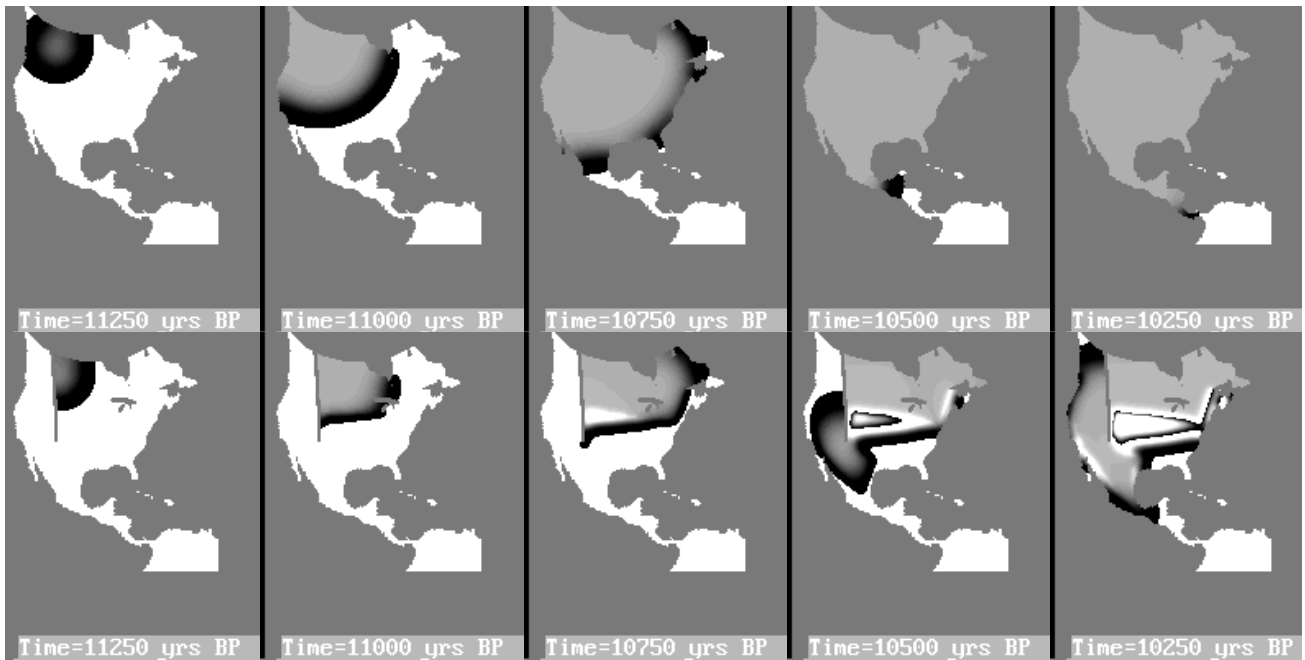 Time=11250 yrs BP
Time=11000 yrs BP
Time=10750 yrs BP
Time=10500 yrs BP
Time=10250 yrs BP
Time=11250 yrs BP
Time=11000 yrs BP
Time=10750 yrs BP
Time=10500 yrs BP
Time=10250 yrs BP